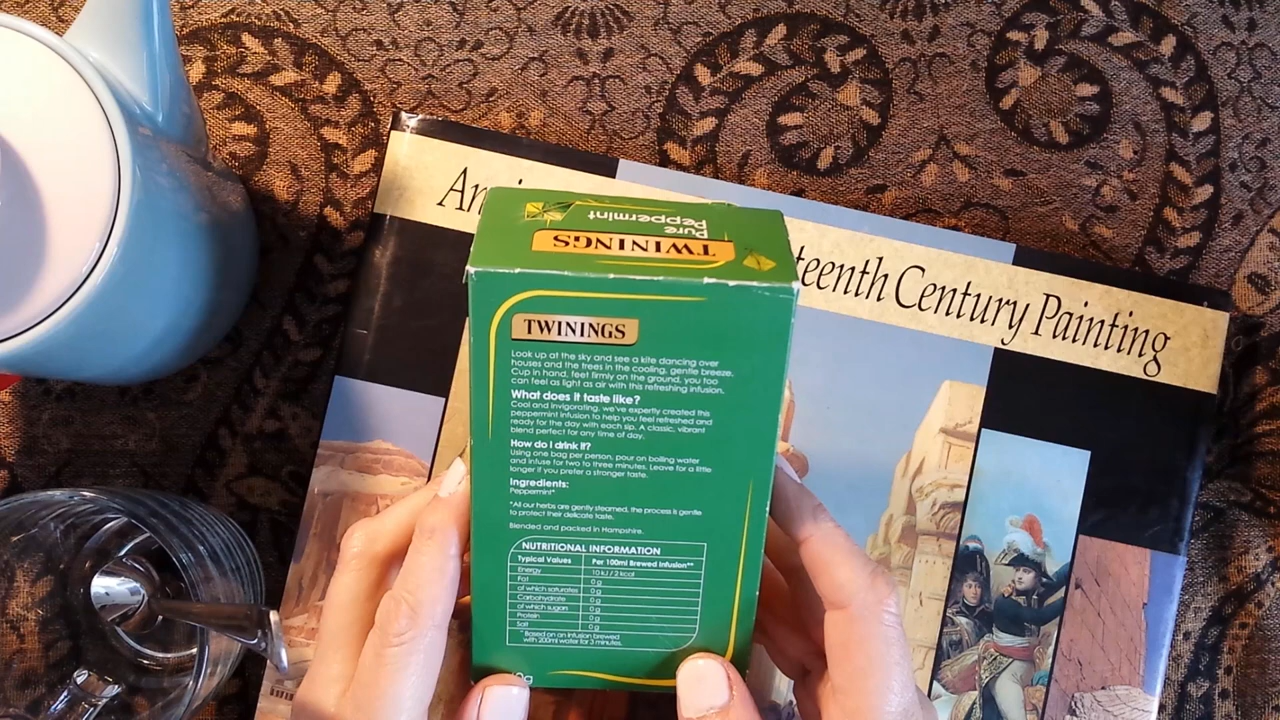 An
teenth Century Painting
Pure
Peppermint
TWININGS
TWININGS
Look up at the sky and see a kite dancing over
houses and the trees in the cooling, gentle breeze.
Cup in hand, feet firmly on the ground, you too
can feel as light as air with this refreshing infusion.
What does it taste like?
Cool and invigorating, we've expertly created this
peppermint infusion to help you feel refreshed and
ready for the day with each sip. A classic, vibrant
blend perfect for any time of day.
How do I drink it?
Using one bag per person, pour on boiling water
and infuse for two to three minutes. Leave for a little
longer if you prefer a stronger taste.
Ingredients:
Peppermint*
*All our herbs are gently steamed, the process is gentle
to protect their delicate taste.
Blended and packed in Hampshire.
NUTRITIONAL INFORMATION
Typical Values Per 100ml Brewed Infusion**
Energy 10 kJ / 2 kcal
Fat 0 g
of which saturates 0 g
Carbohydrate 0 g
of which sugars 0 g
Protein 0 g
Salt 0 g
* Based on an infusion brewed
with 200ml water for 3 minutes.
0g